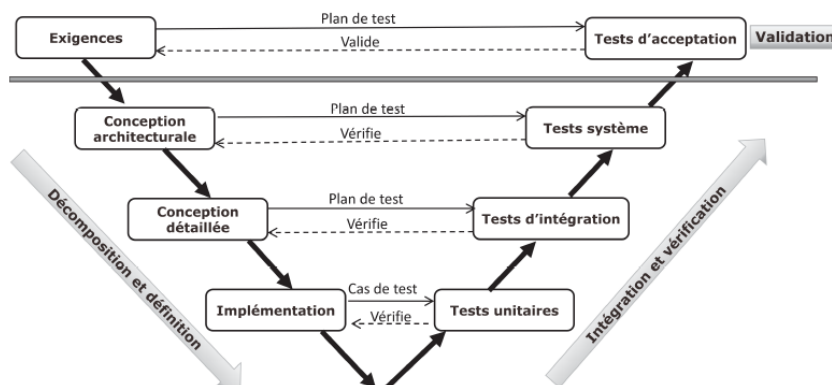 Plan de test
Exigences
Tests d'acceptation
Validation
Valide
Plan de test
Conception
architecturale
Tests système
Vérifie
Plan de test
Conception
détaillée
Tests d'intégration
Vérifie
Cas de test
Implémentation
Tests unitaires
Vérifie
Décomposition et définition
Intégration et vérification